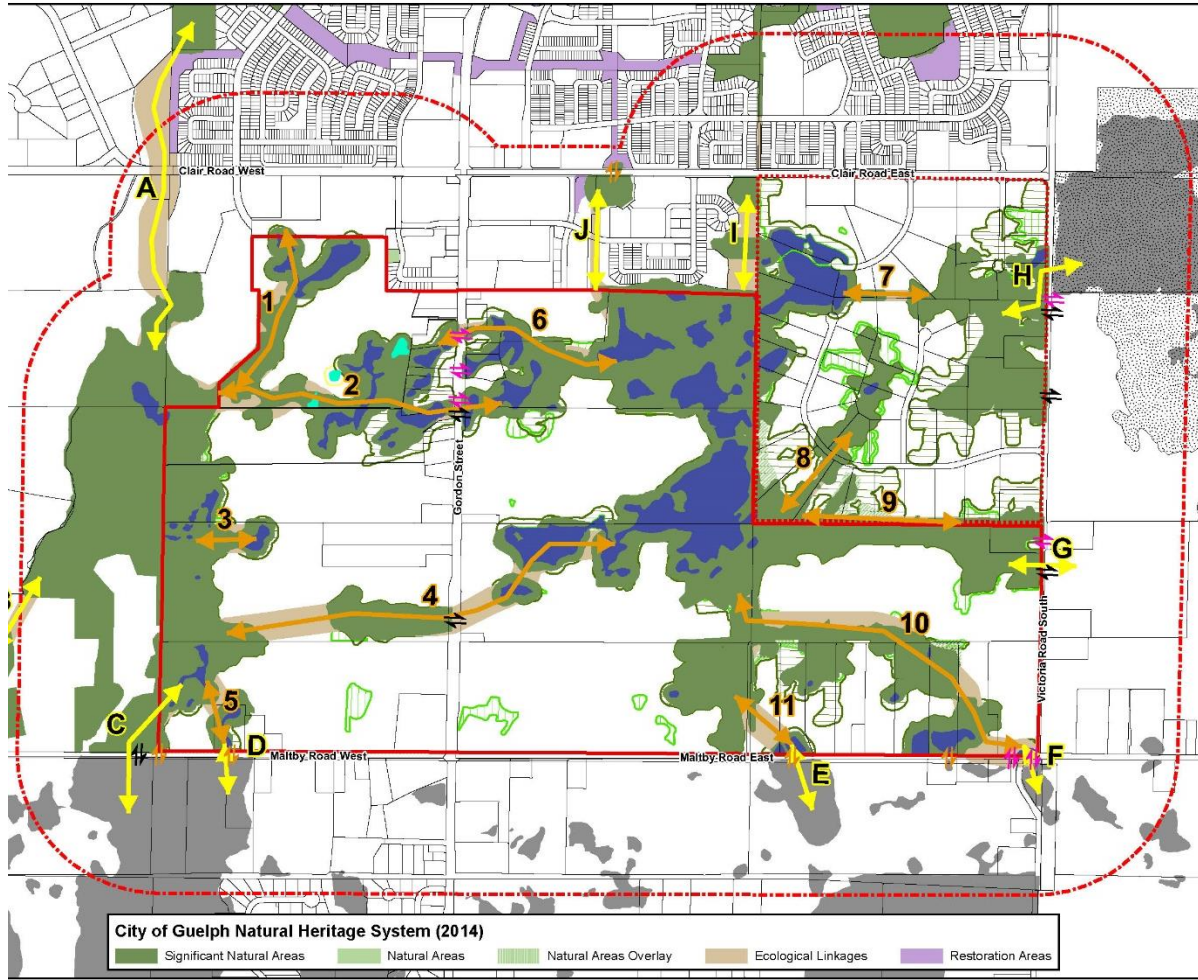 A
Clair Road West
Clair Road East
J
I
H
1
7
6
2
Gordon Street
8
9
3
G
4
10
Victoria Road South
5
11
C
D
Maltby Road West
Maltby Road East
E
F
City of Guelph Natural Heritage System (2014)
Significant Natural Areas
Natural Areas
Natural Areas Overlay
Ecological Linkages
Restoration Areas